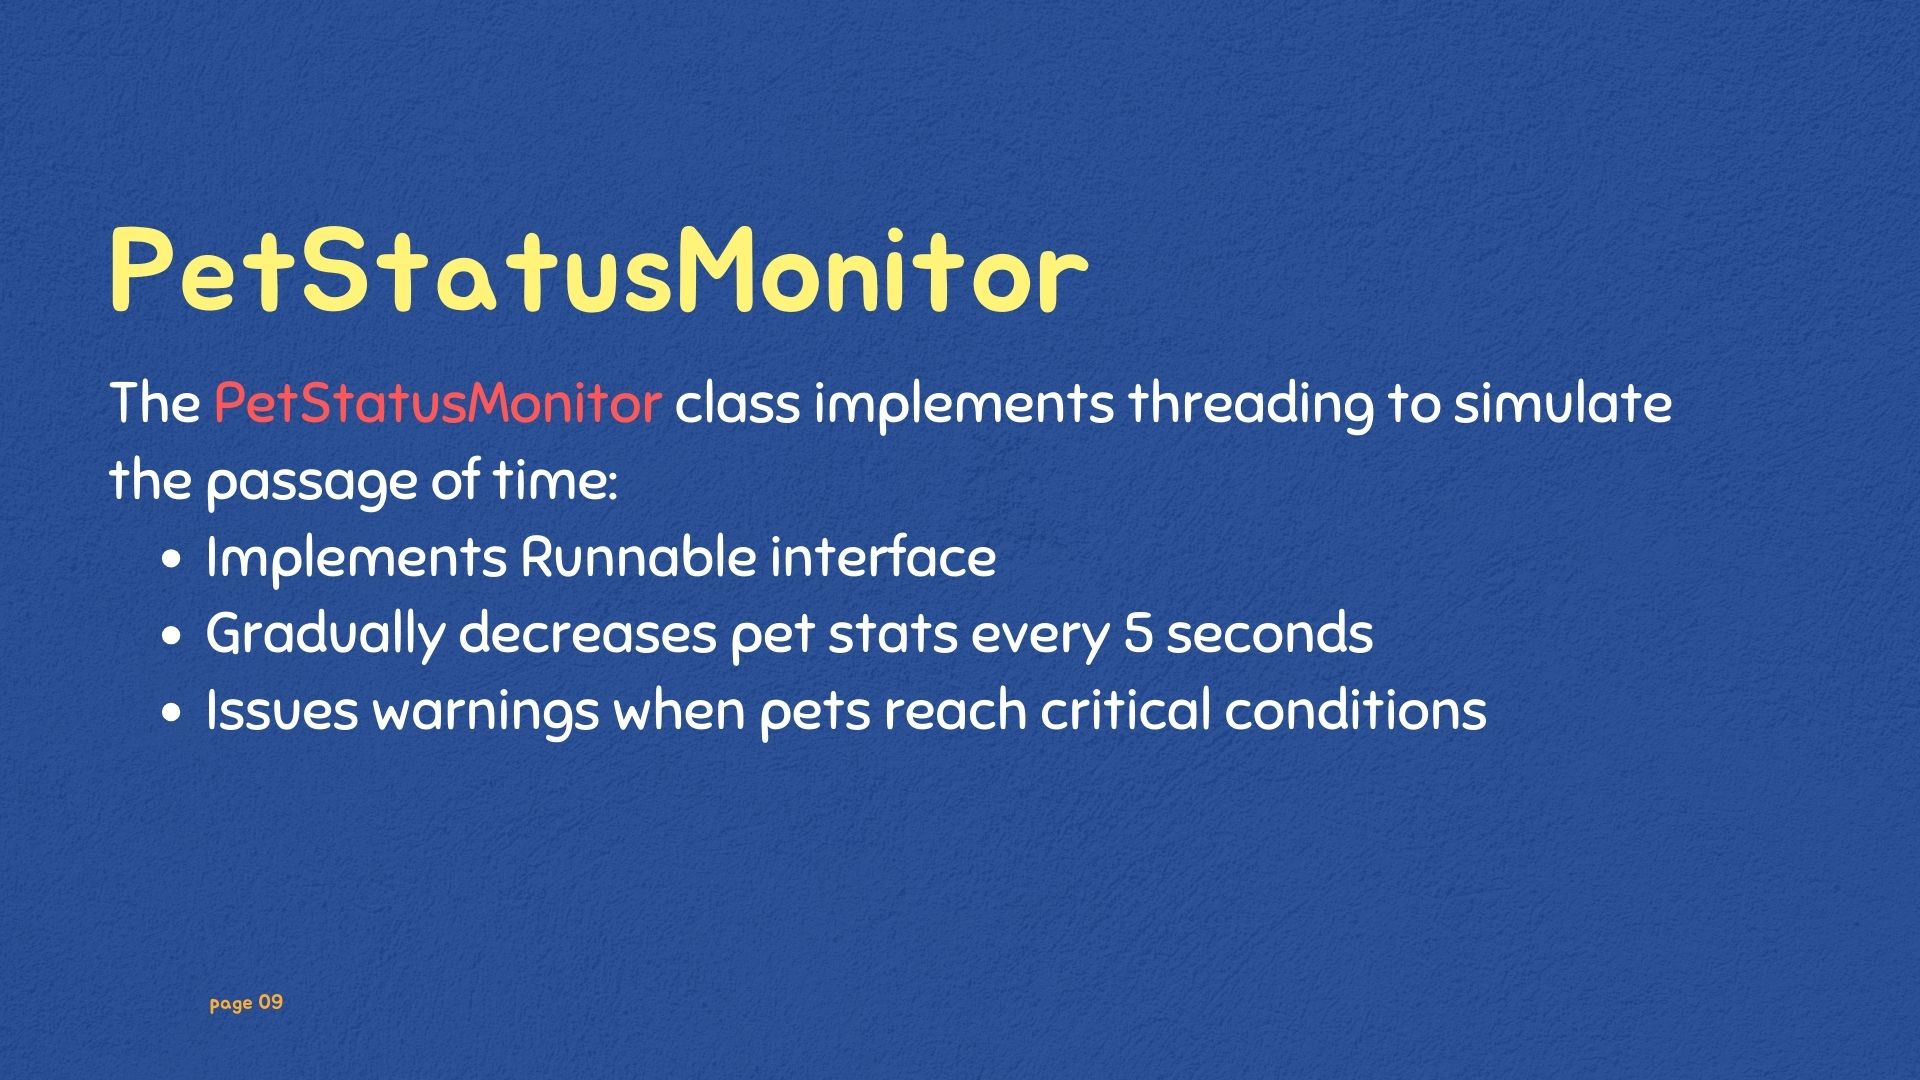 PetStatusMonitor
The PetStatusMonitor class implements threading to simulate
the passage of time:
• Implements Runnable interface
• Gradually decreases pet stats every 5 seconds
• Issues warnings when pets reach critical conditions
page 09